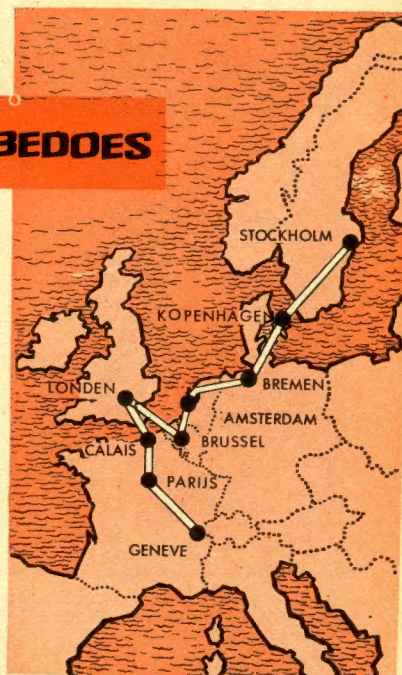 BEDOES
STOCKHOLM
KOPENHAGEN
LONDEN
BREMEN
AMSTERDAM
BRUSSEL
CALAIS
PARIJS
GENEVE